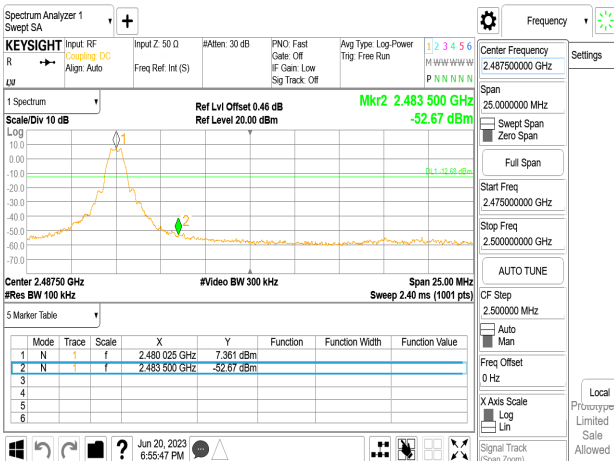 Spectrum Analyzer 1
Swept SA
Frequency
KEYSIGHT
R
LXI
Input: RF
Coupling: DC
Align: Auto
Input Z: 50 Ω
Freq Ref: Int (S)
#Atten: 30 dB
PNO: Fast
Gate: Off
IF Gain: Low
Sig Track: Off
Avg Type: Log-Power
Trig: Free Run
1 2 3 4 5 6
M W W W W W
P N N N N N
Settings
Center Frequency
2.487500000 GHz
Span
25.0000000 MHz
Swept Span
Zero Span
Full Span
Start Freq
2.475000000 GHz
Stop Freq
2.500000000 GHz
AUTO TUNE
CF Step
2.500000 MHz
Auto
Man
Freq Offset
0 Hz
X Axis Scale
Log
Lin
Signal Track
(Span Zoom)
Local
Prototype
Limited
Sale
Allowed
1 Spectrum
Scale/Div 10 dB
Ref Lvl Offset 0.46 dB
Ref Level 20.00 dBm
Mkr2 2.483 500 GHz
-52.67 dBm
Log
10.0
0.00
-10.0
-20.0
-30.0
-40.0
-50.0
-60.0
-70.0
1
2
DL1 -12.68 dBm
Center 2.48750 GHz
#Res BW 100 kHz
#Video BW 300 kHz
Span 25.00 MHz
Sweep 2.40 ms (1001 pts)
5 Marker Table
Mode Trace Scale X Y Function Function Width Function Value
1 N 1 f 2.480 025 GHz 7.361 dBm
2 N 1 f 2.483 500 GHz -52.67 dBm
3
4
5
6
?
Jun 20, 2023
6:55:47 PM